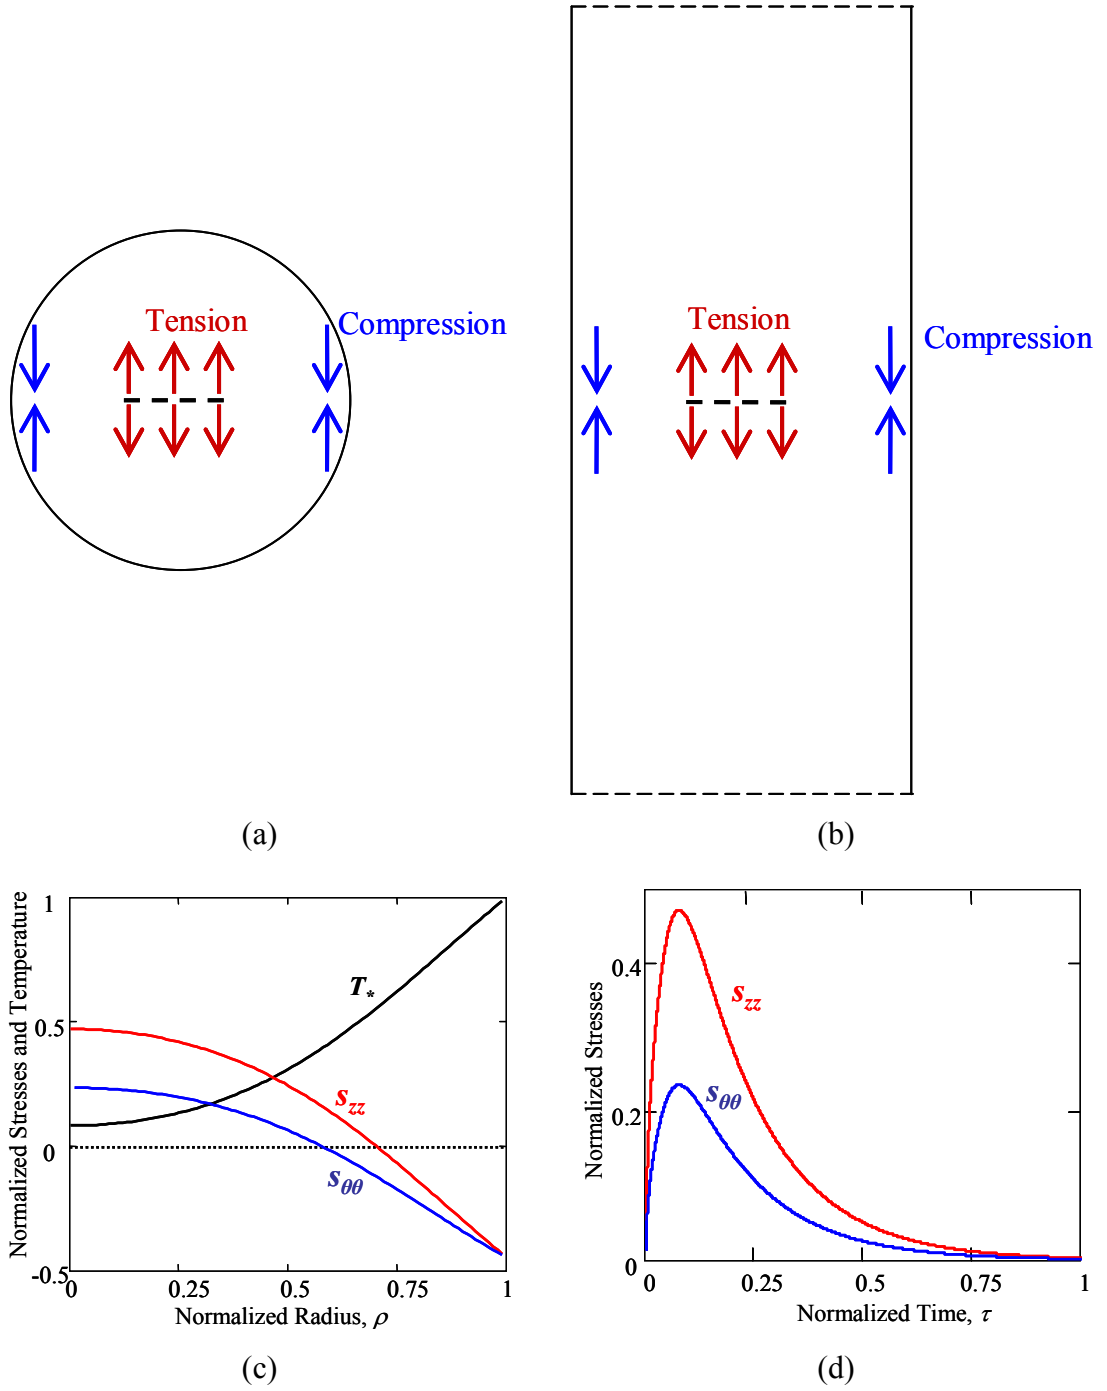 Tension
Compression
Tension
Compression
(a)
(b)
Normalized Stresses and Temperature
1
0.5
0
-0.5
T*
szz
sθθ
0
0.25
0.5
0.75
1
Normalized Radius, ρ
Normalized Stresses
0.4
0.2
0
szz
sθθ
0
0.25
0.50
0.75
1
Normalized Time, τ
(c)
(d)